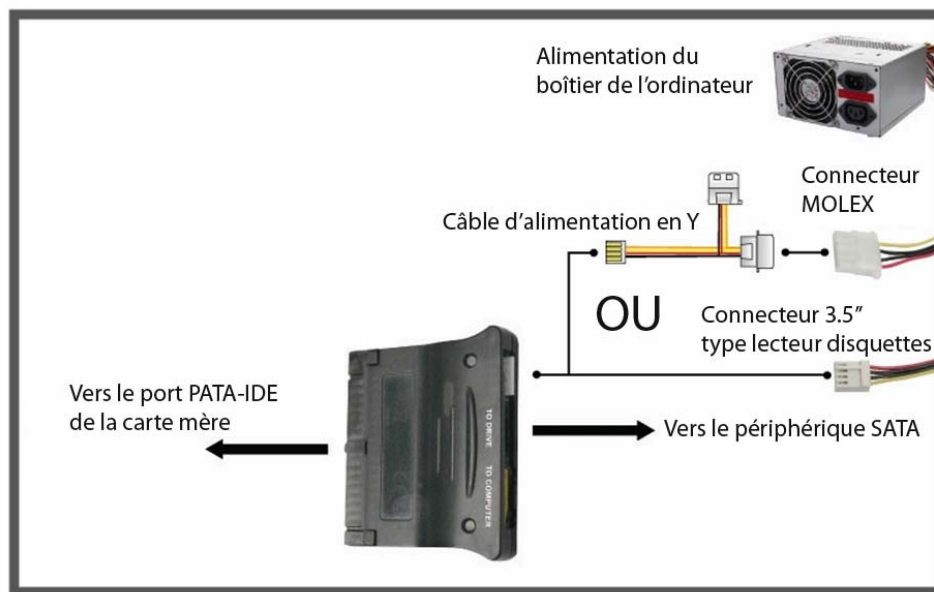 Alimentation du
boîtier de l’ordinateur
Connecteur
MOLEX
Câble d’alimentation en Y
OU
Connecteur 3.5”
type lecteur disquettes
Vers le port PATA-IDE
de la carte mère
TO DRIVE
TO COMPUTER
Vers le périphérique SATA